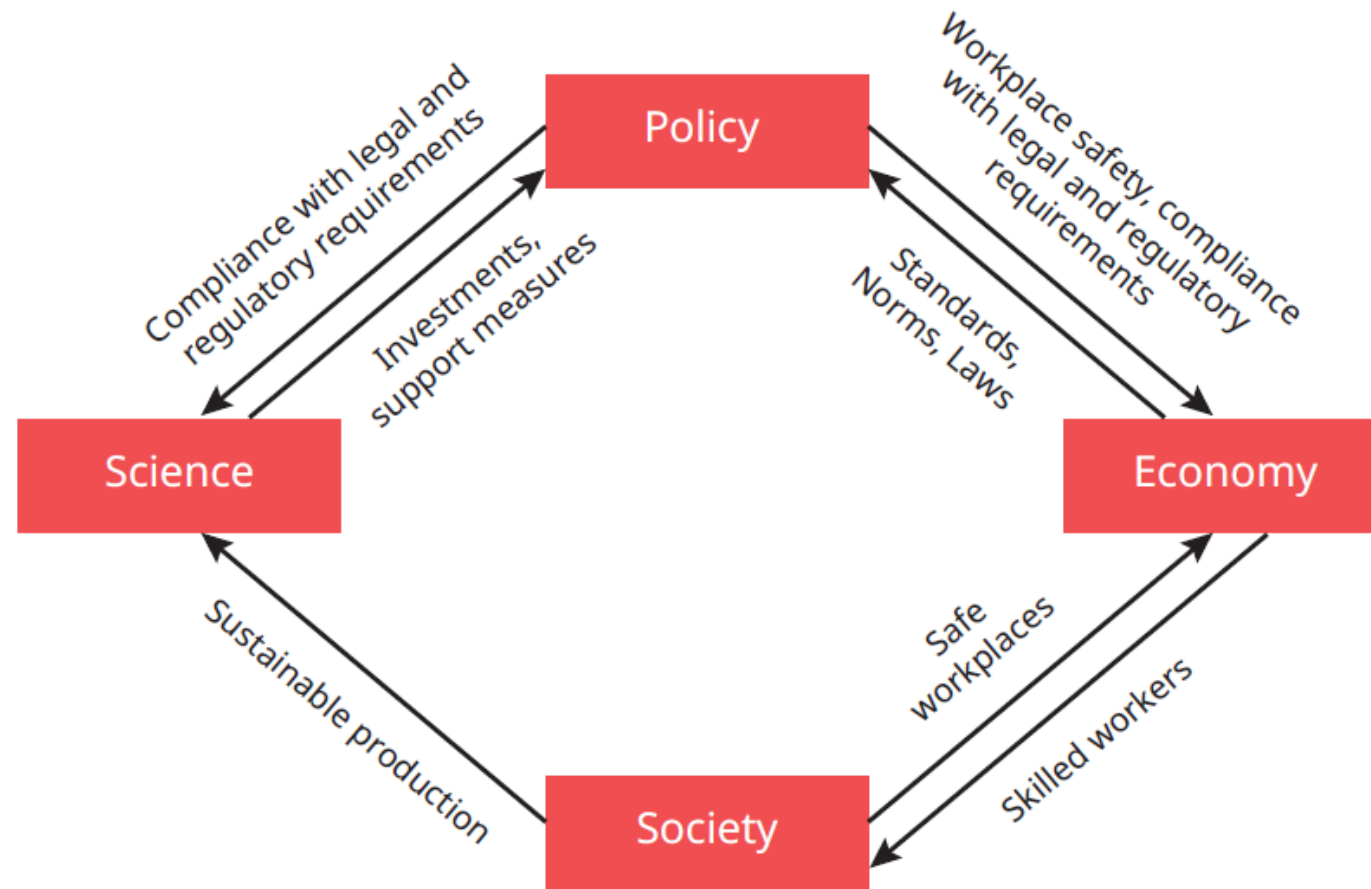 Policy
Compliance with legal and
regulatory requirements
Investments,
support measures
Workplace safety, compliance
with legal and regulatory
requirements
Standards,
Norms, Laws
Science
Economy
Sustainable production
Safe
workplaces
Skilled workers
Society